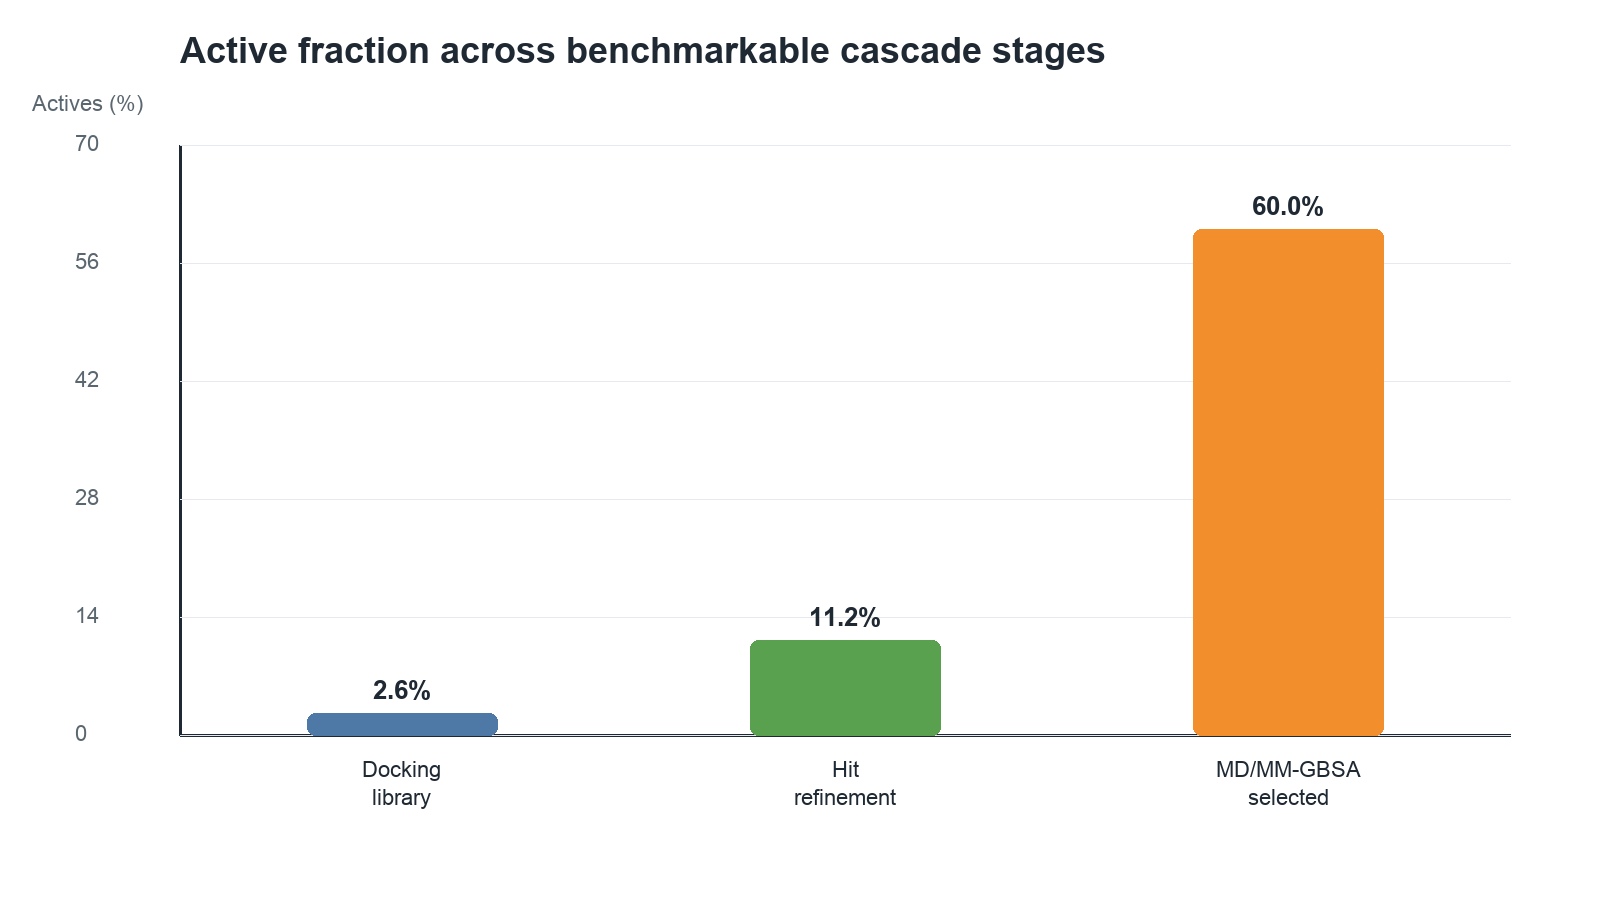 Active fraction across benchmarkable cascade stages
Actives (%)
70
60.0%
56
42
28
14
11.2%
2.6%
0
Docking
library
Hit
refinement
MD/MM-GBSA
selected